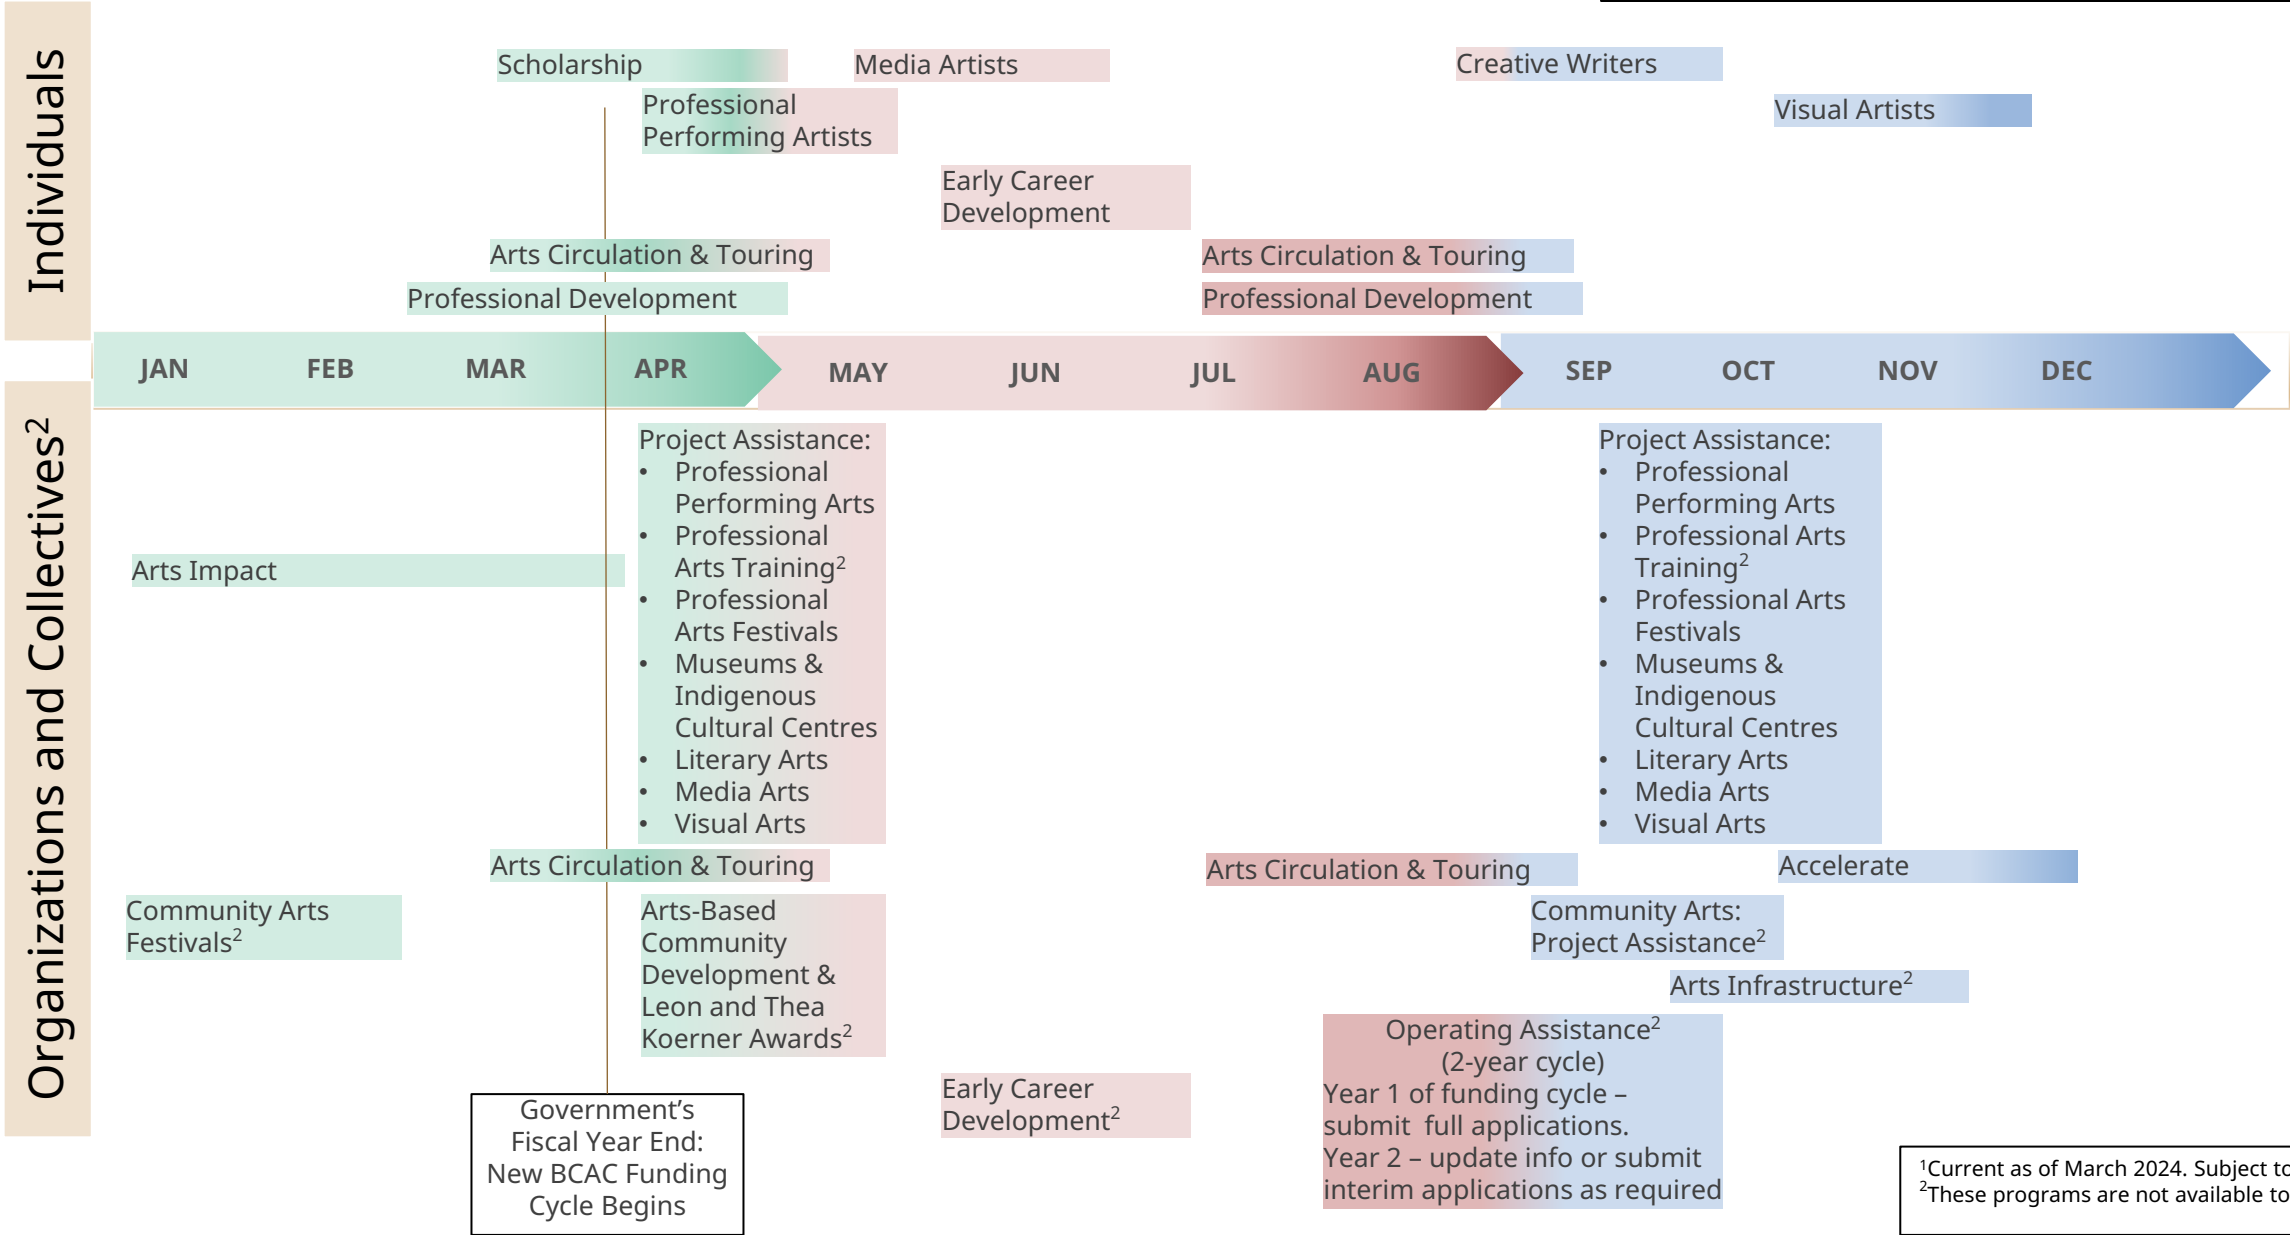 Individuals
Scholarship
Media Artists
Creative Writers
Professional
Performing Artists
Visual Artists
Early Career
Development
Arts Circulation & Touring
Arts Circulation & Touring
Professional Development
Professional Development
JAN FEB MAR APR MAY JUN JUL AUG SEP OCT NOV DEC
Organizations and Collectives²
Project Assistance:
• Professional
Performing Arts
• Professional
Arts Training²
• Professional
Arts Festivals
• Museums &
Indigenous
Cultural Centres
• Literary Arts
• Media Arts
• Visual Arts
Project Assistance:
• Professional
Performing Arts
• Professional Arts
Training²
• Professional Arts
Festivals
• Museums &
Indigenous
Cultural Centres
• Literary Arts
• Media Arts
• Visual Arts
Arts Impact
Arts Circulation & Touring
Arts Circulation & Touring
Accelerate
Community Arts
Festivals²
Arts-Based
Community
Development &
Leon and Thea
Koerner Awards²
Community Arts:
Project Assistance²
Arts Infrastructure²
Operating Assistance²
(2-year cycle)
Year 1 of funding cycle –
submit full applications.
Year 2 – update info or submit
interim applications as required
Early Career
Development²
Government’s
Fiscal Year End:
New BCAC Funding
Cycle Begins
¹Current as of March 2024. Subject to
²These programs are not available to